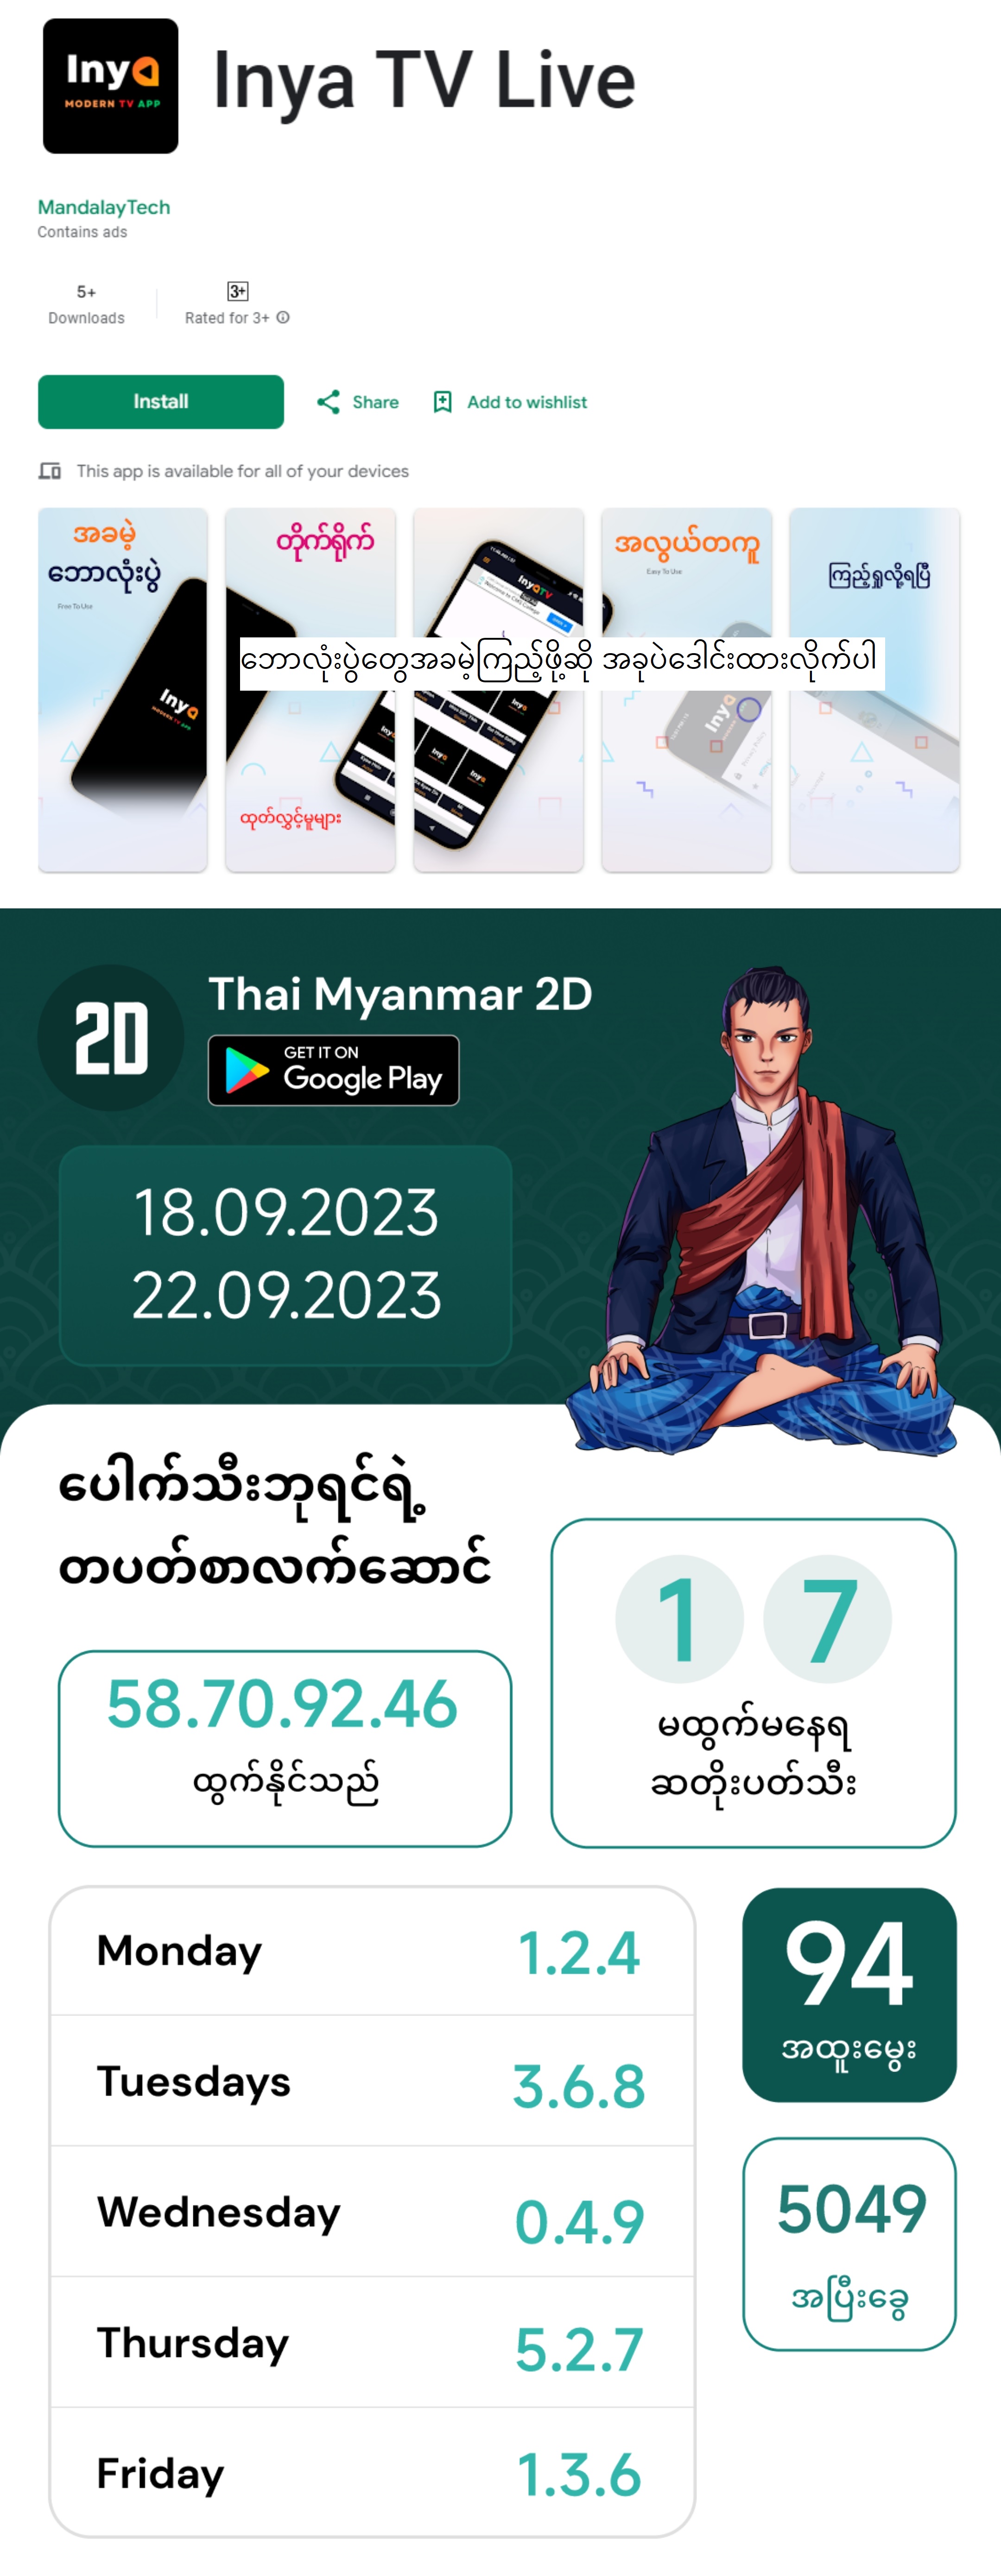 Inya
MODERN TV APP
Inya TV Live
MandalayTech
Contains ads
5+
Downloads
3+
Rated for 3+
Install
Share
Add to wishlist
This app is available for all of your devices
အခမဲ့
ဘောလုံးပွဲ
Free To Use
Inya
MODERN TV APP
တိုက်ရိုက်
InyaTV
အလွယ်တကူ
Easy To Use
ကြည့်ရှုလို့ရပြီ
ဘောလုံးပွဲတွေအခမဲ့ကြည့်ဖို့ဆို အခုပဲဒေါင်းထားလိုက်ပါ
ထုတ်လွှင့်မှုများ
2D
Thai Myanmar 2D
GET IT ON
Google Play
18.09.2023
22.09.2023
ပေါက်သီးဘုရင်ရဲ့
တပတ်စာလက်ဆောင်
1 7
မထွက်မနေရ
ဆတိုးပတ်သီး
58.70.92.46
ထွက်နိုင်သည်
Monday 1.2.4
Tuesdays 3.6.8
Wednesday 0.4.9
Thursday 5.2.7
Friday 1.3.6
94
အထူးမွေး
5049
အပြီးခွေ